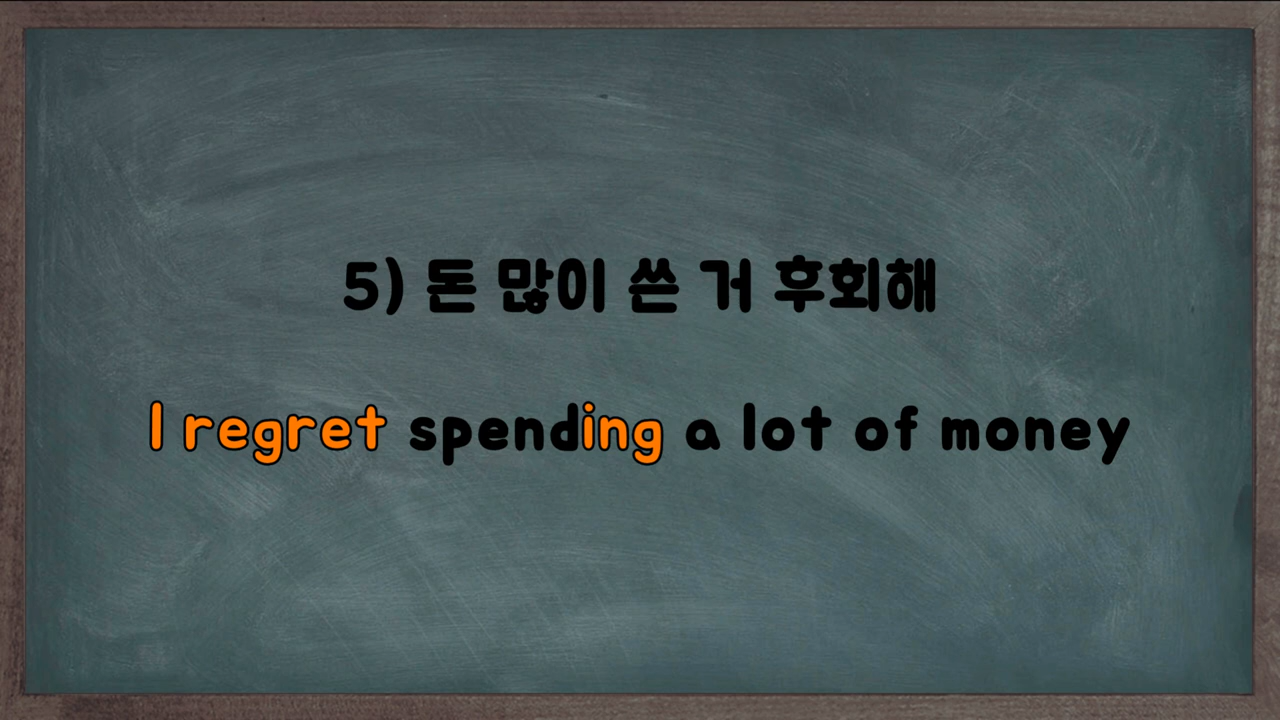 5) 돈 많이 쓴 거 후회해
I regret spending a lot of money